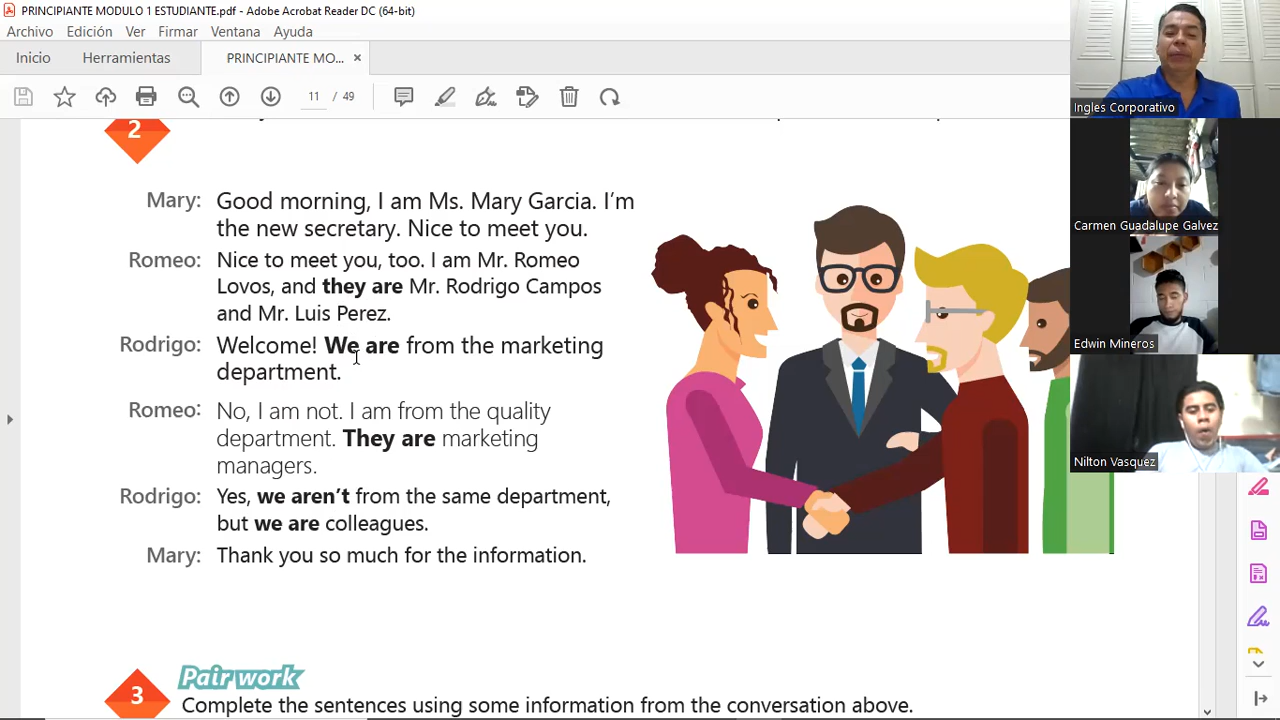 PRINCIPIANTE MODULO 1 ESTUDIANTE.pdf - Adobe Acrobat Reader DC (64-bit)
Archivo Edición Ver Firmar Ventana Ayuda
Inicio Herramientas PRINCIPIANTE MO... ×
11 / 49
2
Mary: Good morning, I am Ms. Mary Garcia. I'm
the new secretary. Nice to meet you.
Romeo: Nice to meet you, too. I am Mr. Romeo
Lovos, and they are Mr. Rodrigo Campos
and Mr. Luis Perez.
Rodrigo: Welcome! We are from the marketing
department.
Romeo: No, I am not. I am from the quality
department. They are marketing
managers.
Rodrigo: Yes, we aren't from the same department,
but we are colleagues.
Mary: Thank you so much for the information.
3 Pair work
Complete the sentences using some information from the conversation above.
Ingles Corporativo
Carmen Guadalupe Galvez
Edwin Mineros
Nilton Vasquez